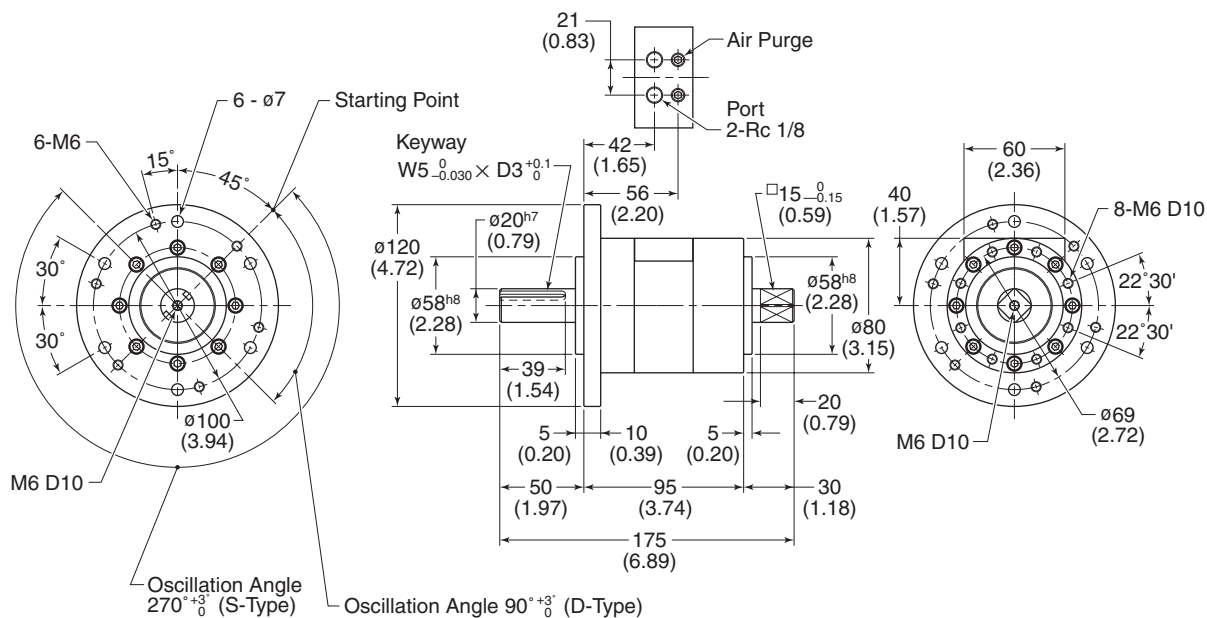 21
(0.83)
Air Purge
Port
2-Rc 1/8
6 - ø7
Starting Point
6-M6
15°
45°
30°
30°
ø100
(3.94)
M6 D10
Oscillation Angle
270° +3° 0 (S-Type)
Oscillation Angle 90° +3° 0 (D-Type)
Keyway
W5 0 -0.030 × D3 +0.1 0
42
(1.65)
56
(2.20)
□15 0 -0.15
(0.59)
ø20h7
(0.79)
ø120
(4.72)
ø58h8
(2.28)
ø58h8
(2.28)
ø80
(3.15)
39
(1.54)
20
(0.79)
5
(0.20)
10
(0.39)
5
(0.20)
50
(1.97)
95
(3.74)
30
(1.18)
175
(6.89)
60
(2.36)
40
(1.57)
8-M6 D10
22°30'
22°30'
M6 D10
ø69
(2.72)